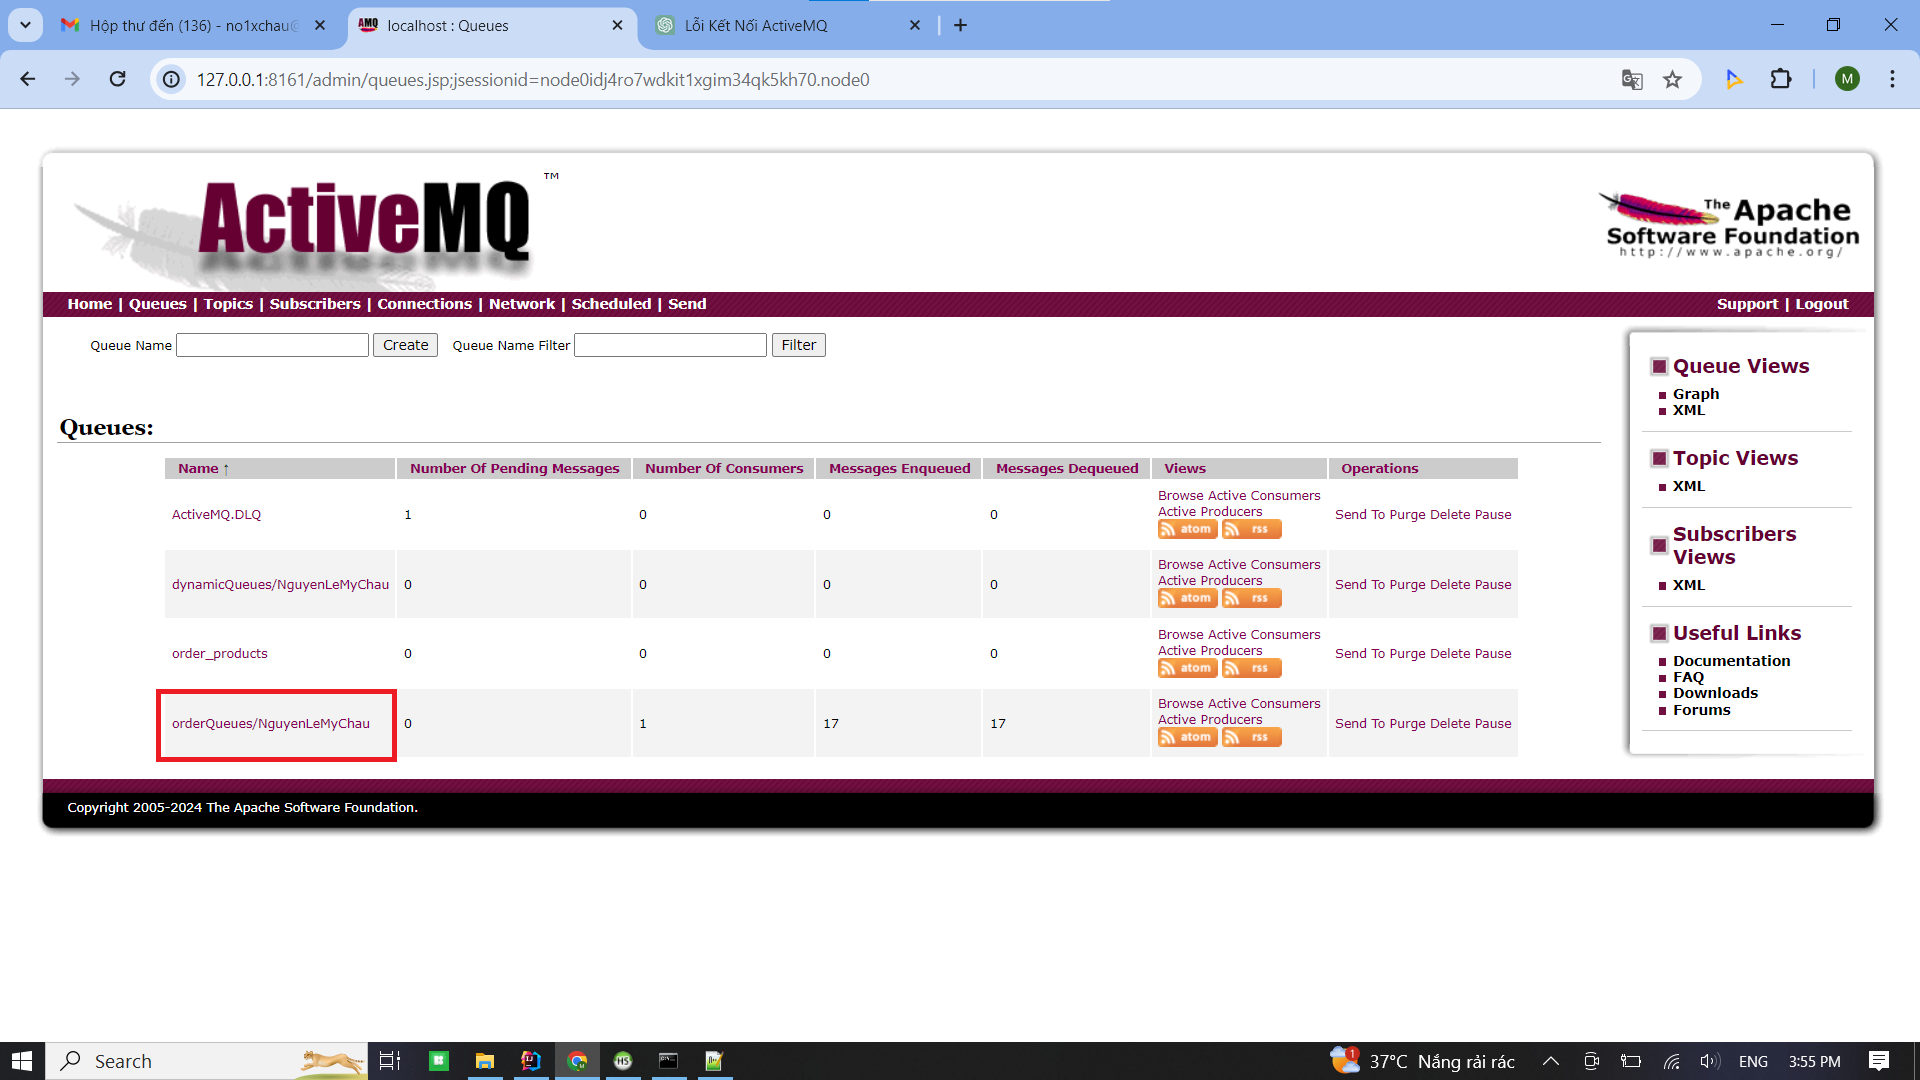 Hộp thư đến (136) - no1xchau@
localhost : Queues
Lỗi Kết Nối ActiveMQ
127.0.0.1:8161/admin/queues.jsp;jsessionid=node0idj4ro7wdkit1xgim34qk5kh70.node0
M
ActiveMQ ™
The Apache
Software Foundation
http://www.apache.org/
Home | Queues | Topics | Subscribers | Connections | Network | Scheduled | Send
Support | Logout
Queue Name Create Queue Name Filter Filter
Queues:
Name ↑ Number Of Pending Messages Number Of Consumers Messages Enqueued Messages Dequeued Views Operations
ActiveMQ.DLQ 1 0 0 0 Browse Active Consumers
Active Producers
atom rss
Send To Purge Delete Pause
dynamicQueues/NguyenLeMyChau 0 0 0 0 Browse Active Consumers
Active Producers
atom rss
Send To Purge Delete Pause
order_products 0 0 0 0 Browse Active Consumers
Active Producers
atom rss
Send To Purge Delete Pause
orderQueues/NguyenLeMyChau 0 1 17 17 Browse Active Consumers
Active Producers
atom rss
Send To Purge Delete Pause
Queue Views
Graph
XML
Topic Views
XML
Subscribers
Views
XML
Useful Links
Documentation
FAQ
Downloads
Forums
Copyright 2005-2024 The Apache Software Foundation.
Search
1
37°C Nắng rải rác
ENG
3:55 PM